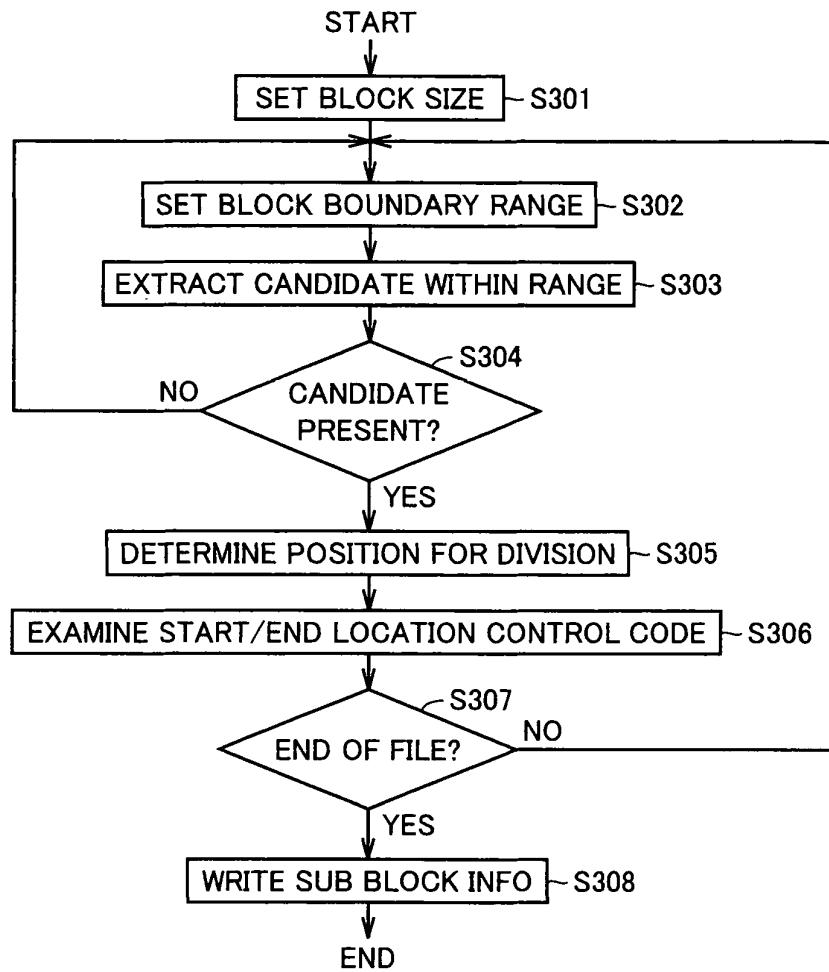 START
SET BLOCK SIZE S301
SET BLOCK BOUNDARY RANGE S302
EXTRACT CANDIDATE WITHIN RANGE S303
S304
NO
CANDIDATE
PRESENT?
YES
DETERMINE POSITION FOR DIVISION S305
EXAMINE START/END LOCATION CONTROL CODE S306
S307
NO
END OF FILE?
YES
WRITE SUB BLOCK INFO S308
END